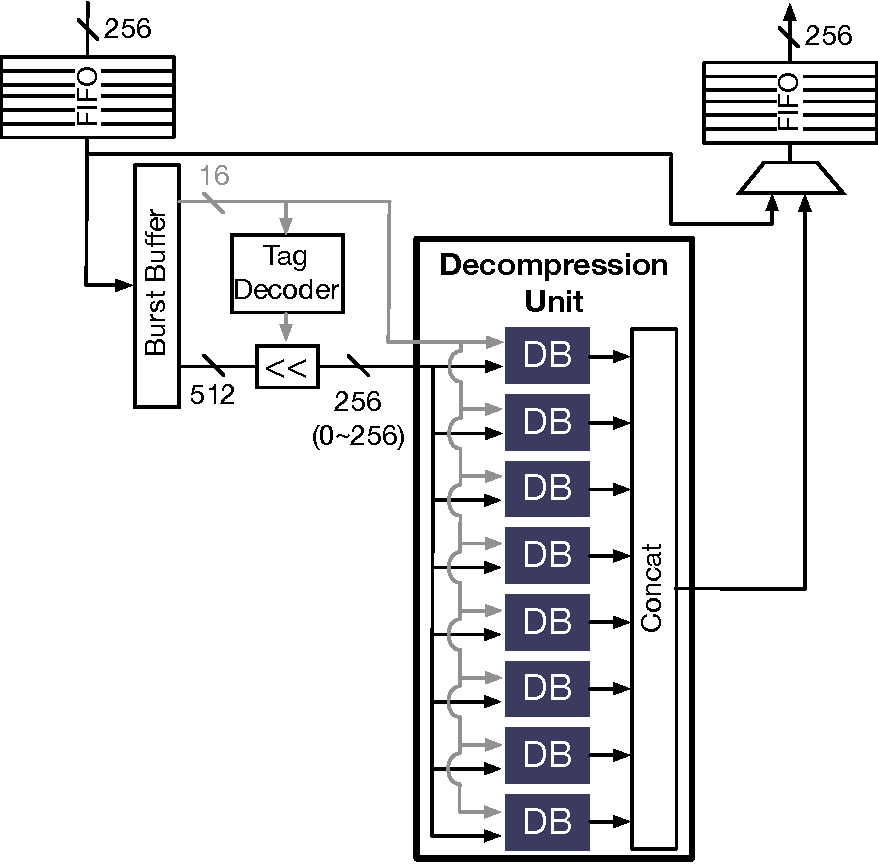 256
256
FIFO
FIFO
16
Burst Buffer
Tag
Decoder
Decompression
Unit
<<
512
256
(0~256)
DB
DB
DB
DB
DB
DB
DB
DB
Concat